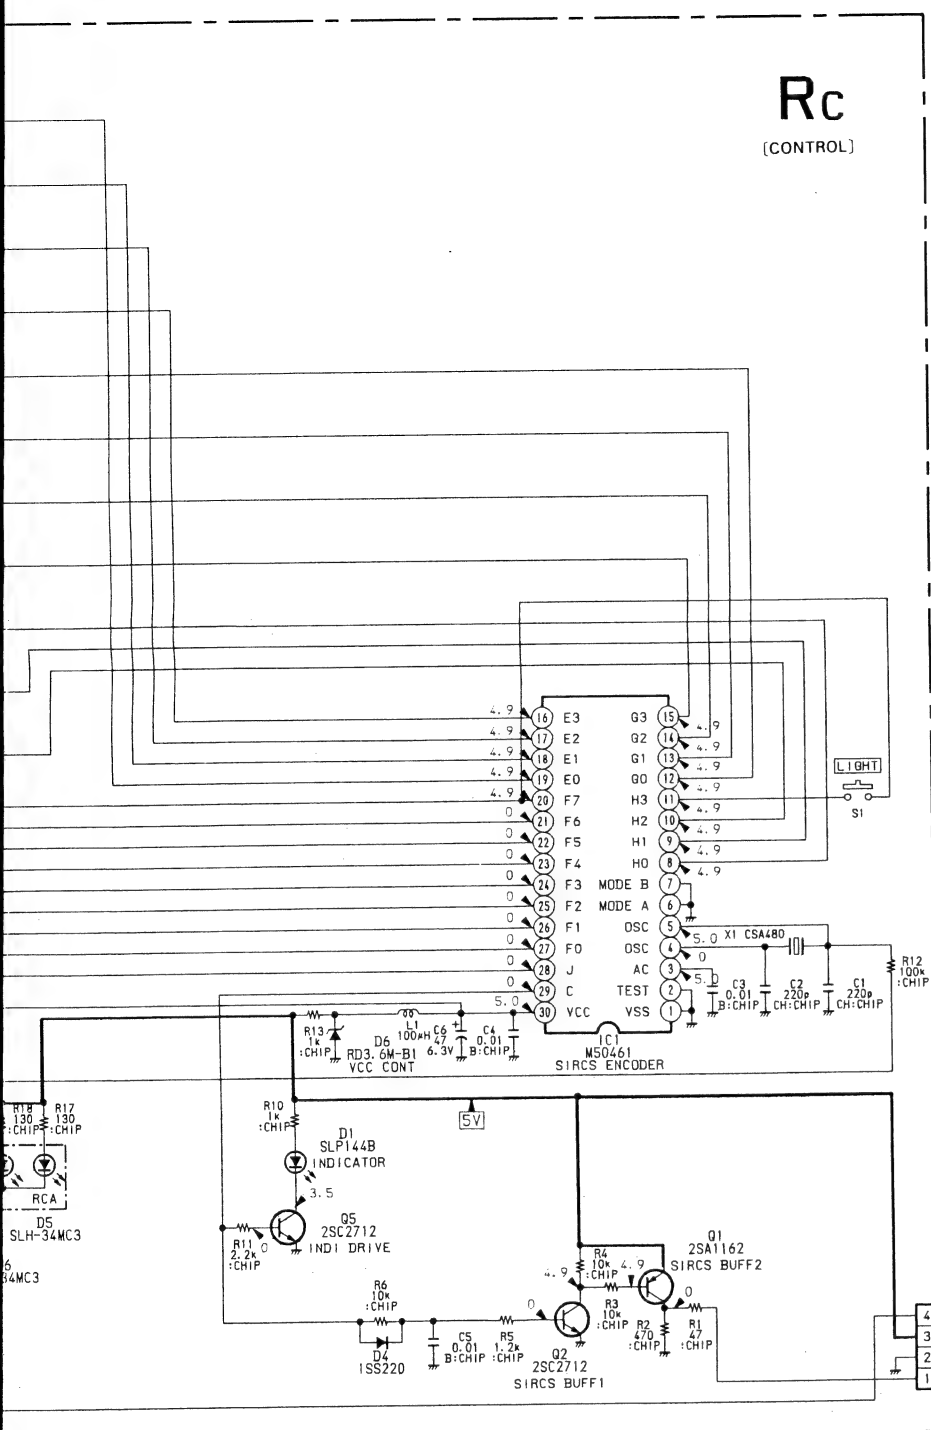 Rc
(CONTROL)
4.9 16 E3 G3 15 4.9
4.9 17 E2 G2 14 4.9
4.9 18 E1 G1 13 4.9
4.9 19 E0 G0 12 4.9
4.9 20 F7 H3 11 4.9
LIGHT
S1
0 21 F6 H2 10 4.9
0 22 F5 H1 9 4.9
0 23 F4 H0 8 4.9
0 24 F3 MODE B 7
0 25 F2 MODE A 6
0 26 F1 OSC 5 5.0
X1 CSA480
0 27 F0 OSC 4 0
0 28 J AC 3 5.0
0 29 C TEST 2
5.0 30 VCC VSS 1
IC1
M50461
SIRCS ENCODER
R12
100k
:CHIP
C3
0.01
B:CHIP
C2
220p
CH:CHIP
C1
220p
CH:CHIP
R13
1k
:CHIP
D6
RD3.6M-B1
VCC CONT
L1
100μH
C6
47
6.3V
+
C4
0.01
B:CHIP
5V
R18
130
:CHIP
R17
130
:CHIP
RCA
D5
SLH-34MC3
6
34MC3
R10
1k
:CHIP
D1
SLP144B
INDICATOR
3.5
Q5
2SC2712
INDI DRIVE
R11
2.2k
:CHIP
0
R6
10k
:CHIP
D4
1SS220
C5
0.01
B:CHIP
R5
1.2k
:CHIP
0
Q2
2SC2712
SIRCS BUFF1
4.9
R4
10k
:CHIP
4.9
R3
10k
:CHIP
Q1
2SA1162
SIRCS BUFF2
0
R2
470
:CHIP
R1
47
:CHIP
4
3
2
1